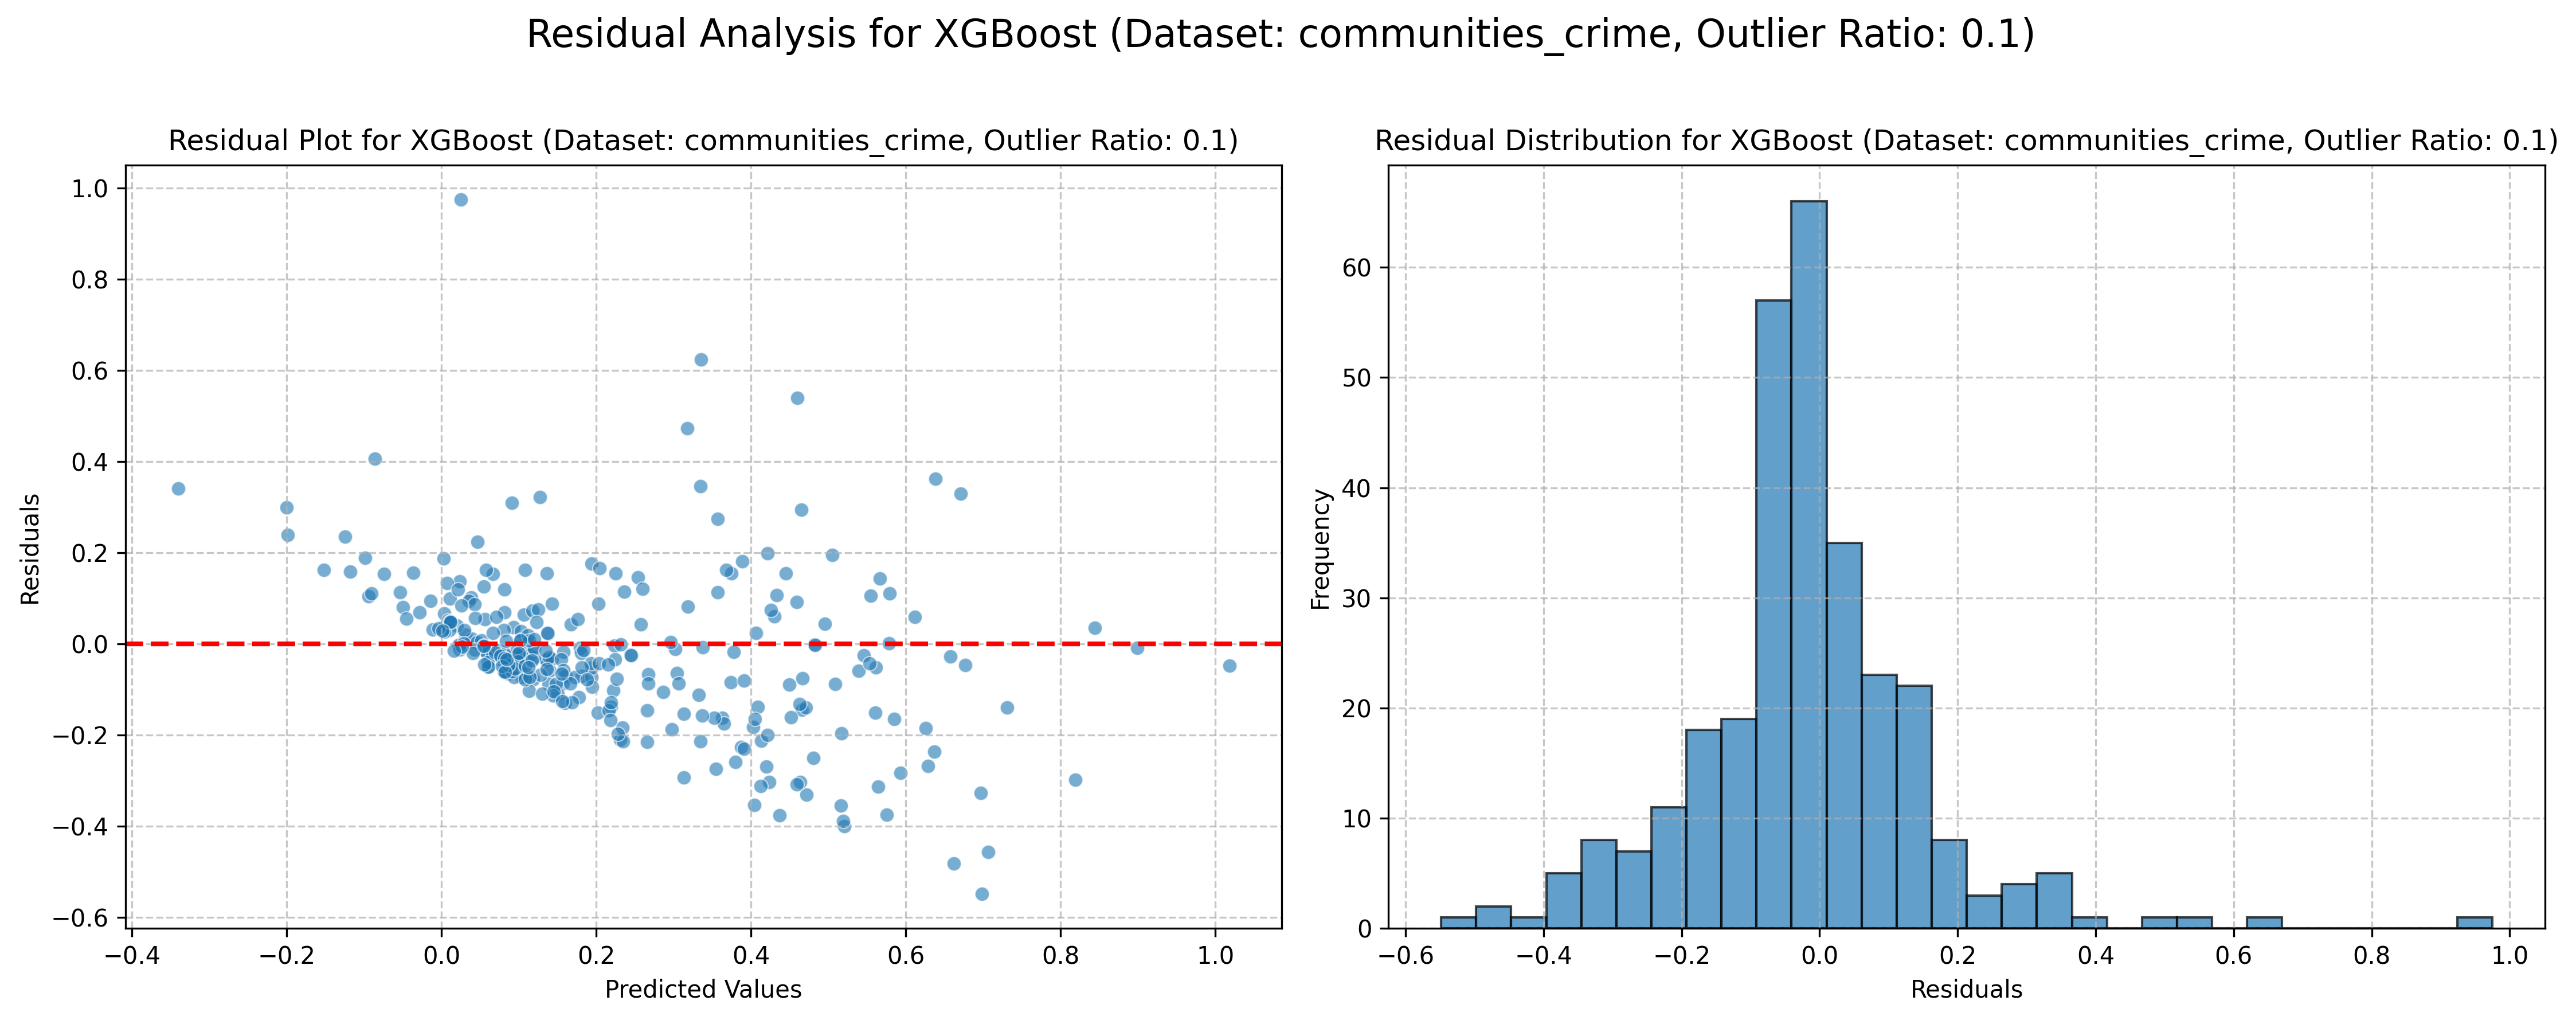 Residual Analysis for XGBoost (Dataset: communities_crime, Outlier Ratio: 0.1)
Residual Plot for XGBoost (Dataset: communities_crime, Outlier Ratio: 0.1)
1.0
0.8
0.6
0.4
0.2
0.0
−0.2
−0.4
−0.6
Residuals
−0.4 −0.2 0.0 0.2 0.4 0.6 0.8 1.0
Predicted Values
Residual Distribution for XGBoost (Dataset: communities_crime, Outlier Ratio: 0.1)
60
50
40
30
20
10
0
Frequency
−0.6 −0.4 −0.2 0.0 0.2 0.4 0.6 0.8 1.0
Residuals